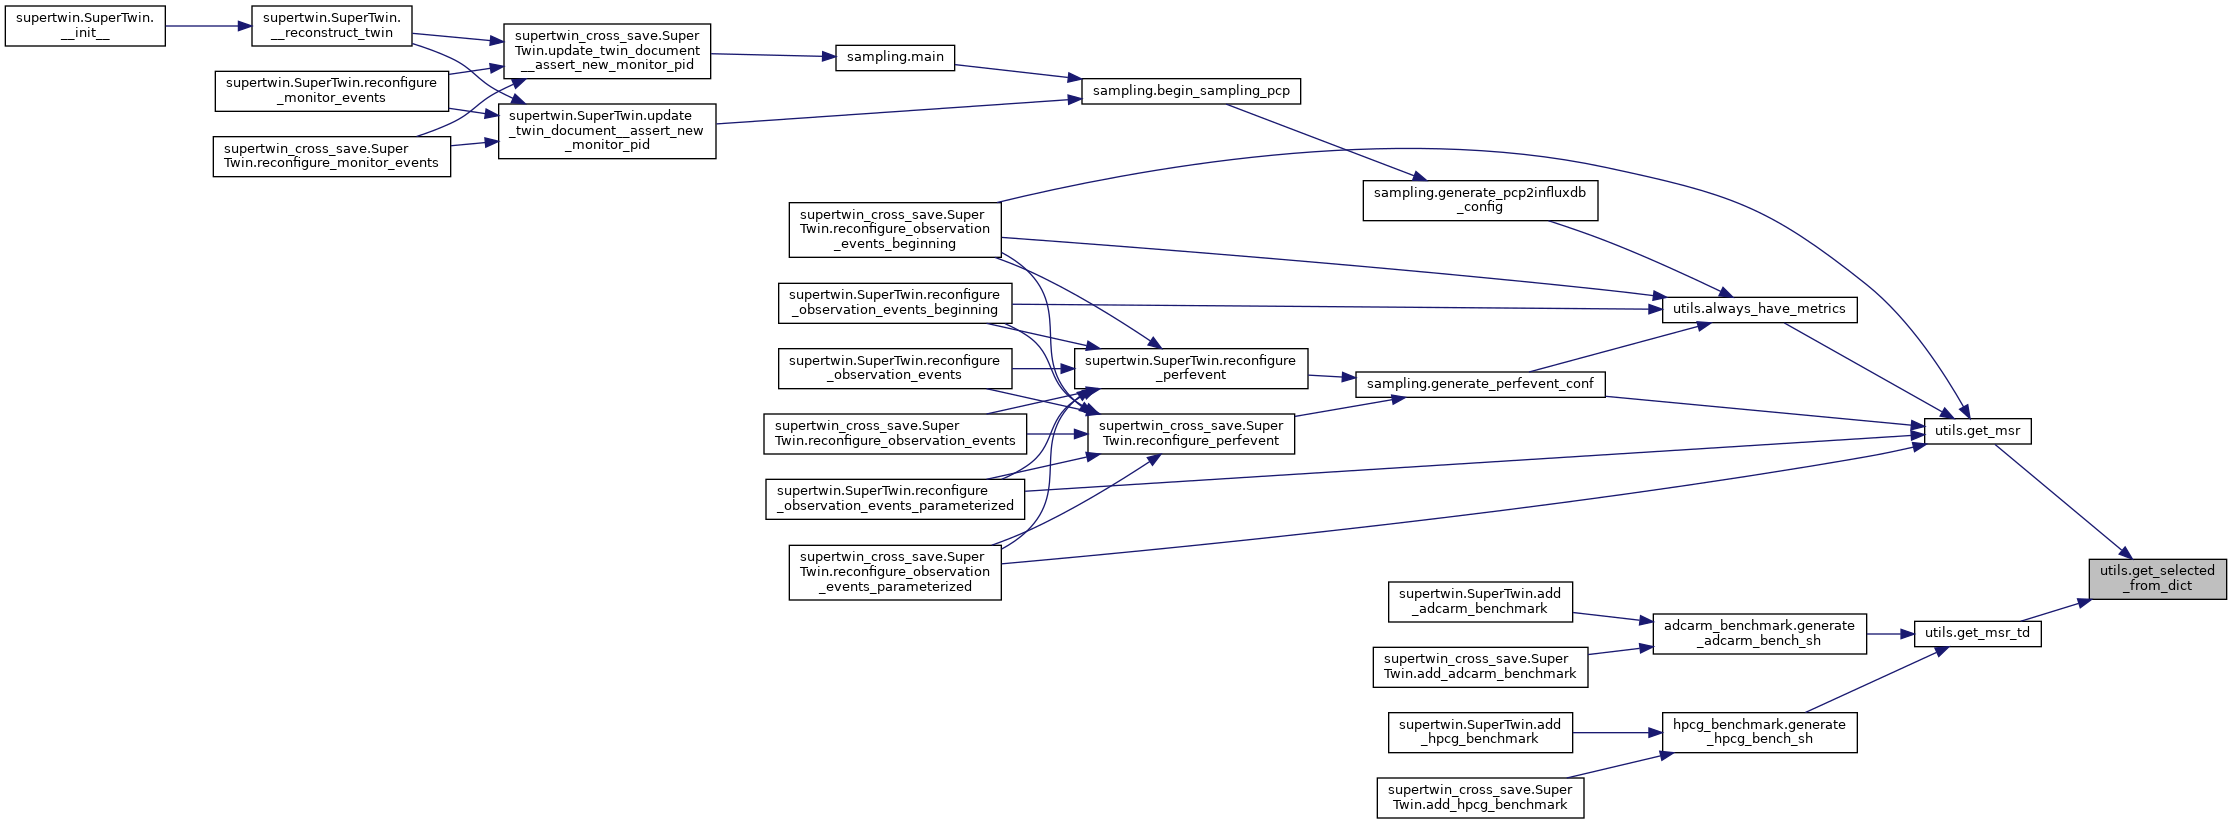 supertwin.SuperTwin.
__init__
supertwin.SuperTwin.
__reconstruct_twin
supertwin.SuperTwin.reconfigure
_monitor_events
supertwin_cross_save.Super
Twin.reconfigure_monitor_events
supertwin_cross_save.Super
Twin.update_twin_document
__assert_new_monitor_pid
supertwin.SuperTwin.update
_twin_document__assert_new
_monitor_pid
sampling.main
sampling.begin_sampling_pcp
sampling.generate_pcp2influxdb
_config
supertwin_cross_save.Super
Twin.reconfigure_observation
_events_beginning
supertwin.SuperTwin.reconfigure
_observation_events_beginning
supertwin.SuperTwin.reconfigure
_observation_events
supertwin_cross_save.Super
Twin.reconfigure_observation_events
supertwin.SuperTwin.reconfigure
_observation_events_parameterized
supertwin_cross_save.Super
Twin.reconfigure_observation
_events_parameterized
supertwin.SuperTwin.reconfigure
_perfevent
supertwin_cross_save.Super
Twin.reconfigure_perfevent
sampling.generate_perfevent_conf
utils.always_have_metrics
utils.get_msr
utils.get_selected
_from_dict
utils.get_msr_td
adcarm_benchmark.generate
_adcarm_bench_sh
hpcg_benchmark.generate
_hpcg_bench_sh
supertwin.SuperTwin.add
_adcarm_benchmark
supertwin_cross_save.Super
Twin.add_adcarm_benchmark
supertwin.SuperTwin.add
_hpcg_benchmark
supertwin_cross_save.Super
Twin.add_hpcg_benchmark